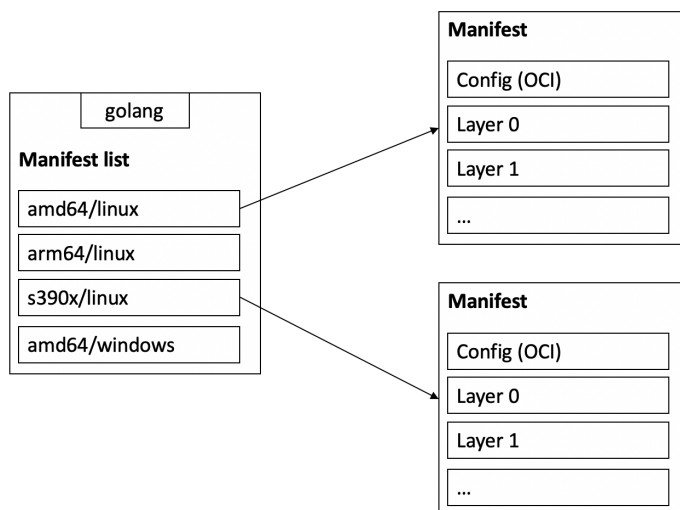 golang
Manifest list
amd64/linux
arm64/linux
s390x/linux
amd64/windows
Manifest
Config (OCI)
Layer 0
Layer 1
...
Manifest
Config (OCI)
Layer 0
Layer 1
...